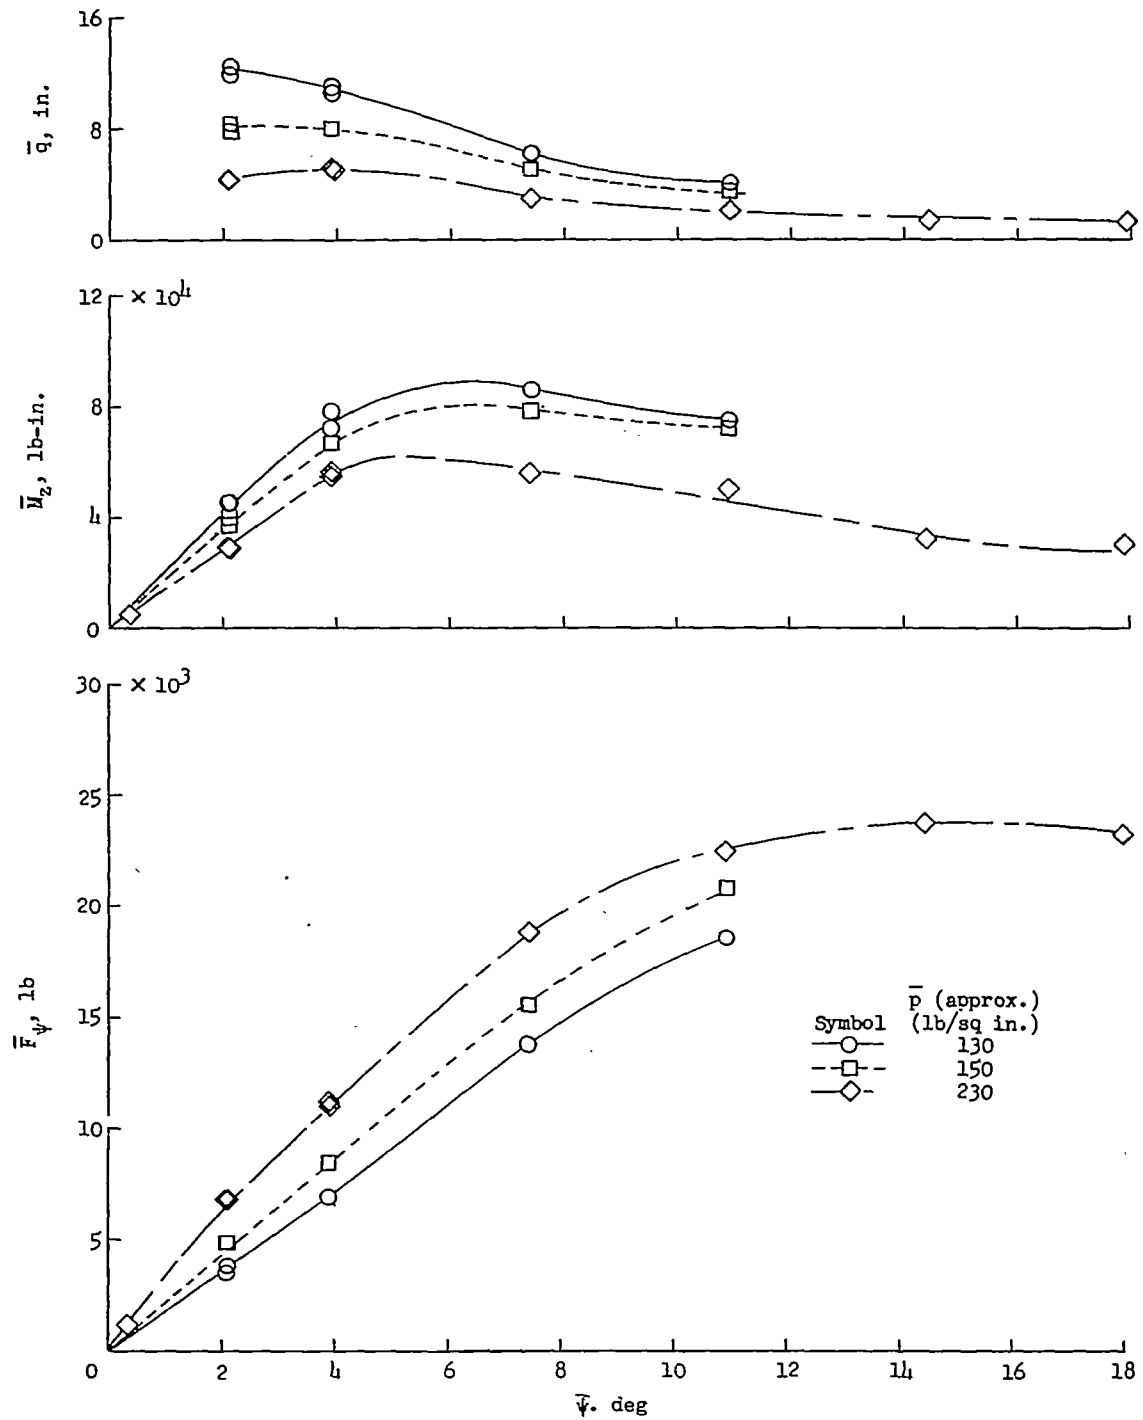 16
8
0
q̅, in.
12
× 10⁴
8
4
0
M̅z, lb-in.
30
× 10³
25
20
15
10
5
0
F̅ψ, lb
Symbol
p̅ (approx.)
(lb/sq in.)
130
150
230
2 4 6 8 10 12 14 16 18
ψ̅. deg